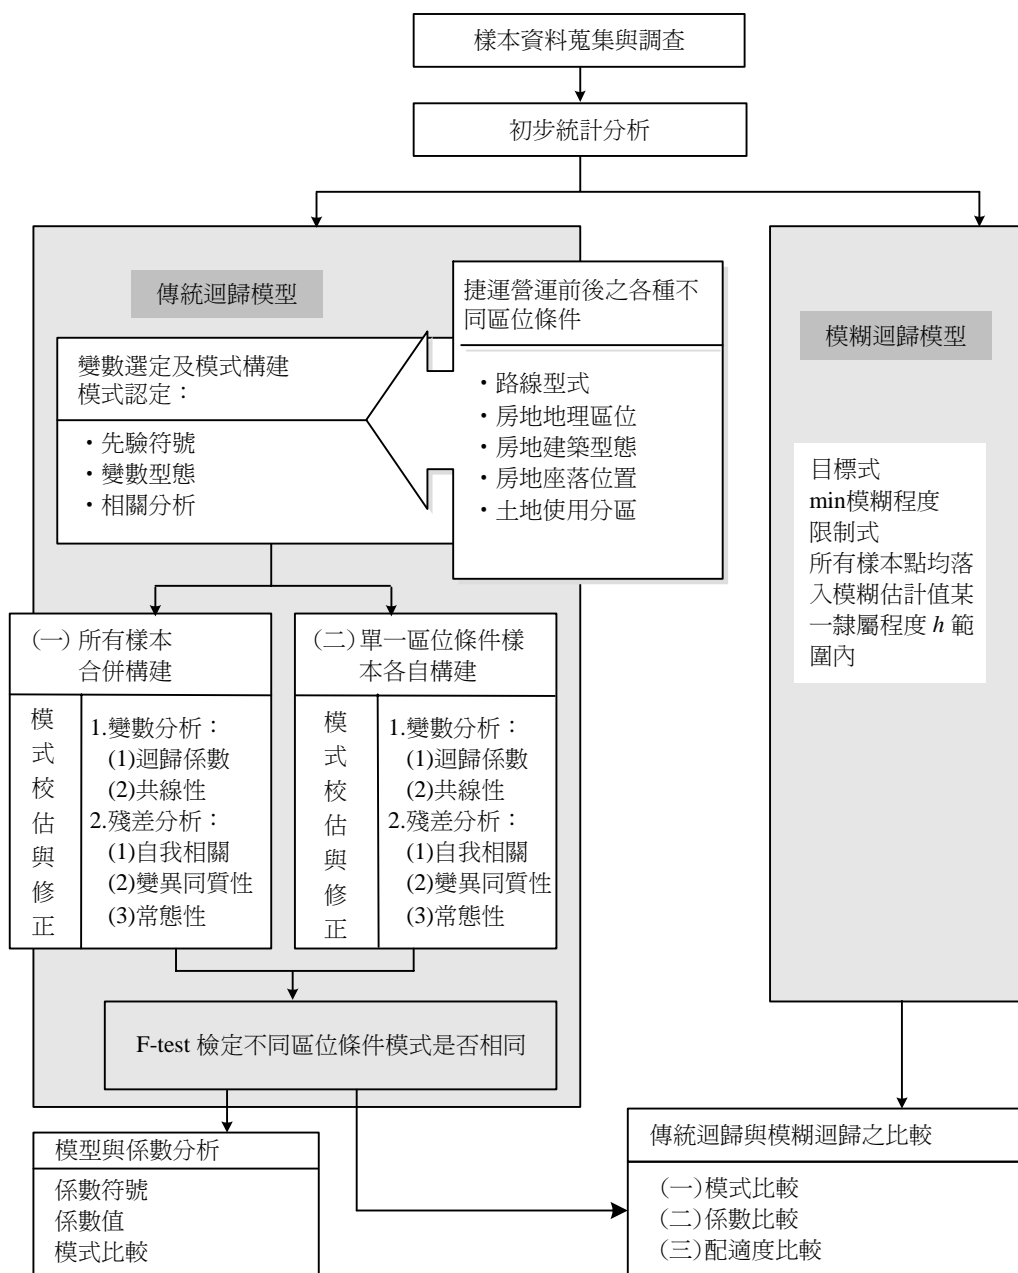 樣本資料蒐集與調查
初步統計分析
傳統迴歸模型
捷運營運前後之各種不
同區位條件
・路線型式
・房地地理區位
・房地建築型態
・房地座落位置
・土地使用分區
變數選定及模式構建
模式認定：
・先驗符號
・變數型態
・相關分析
模糊迴歸模型
目標式
min模糊程度
限制式
所有樣本點均落
入模糊估計值某
一隸屬程度 h 範
圍內
(一)所有樣本
合併構建
模
式
校
估
與
修
正
1.變數分析：
(1)迴歸係數
(2)共線性
2.殘差分析：
(1)自我相關
(2)變異同質性
(3)常態性
(二)單一區位條件樣
本各自構建
模
式
校
估
與
修
正
1.變數分析：
(1)迴歸係數
(2)共線性
2.殘差分析：
(1)自我相關
(2)變異同質性
(3)常態性
F-test 檢定不同區位條件模式是否相同
模型與係數分析
係數符號
係數值
模式比較
傳統迴歸與模糊迴歸之比較
(一)模式比較
(二)係數比較
(三)配適度比較